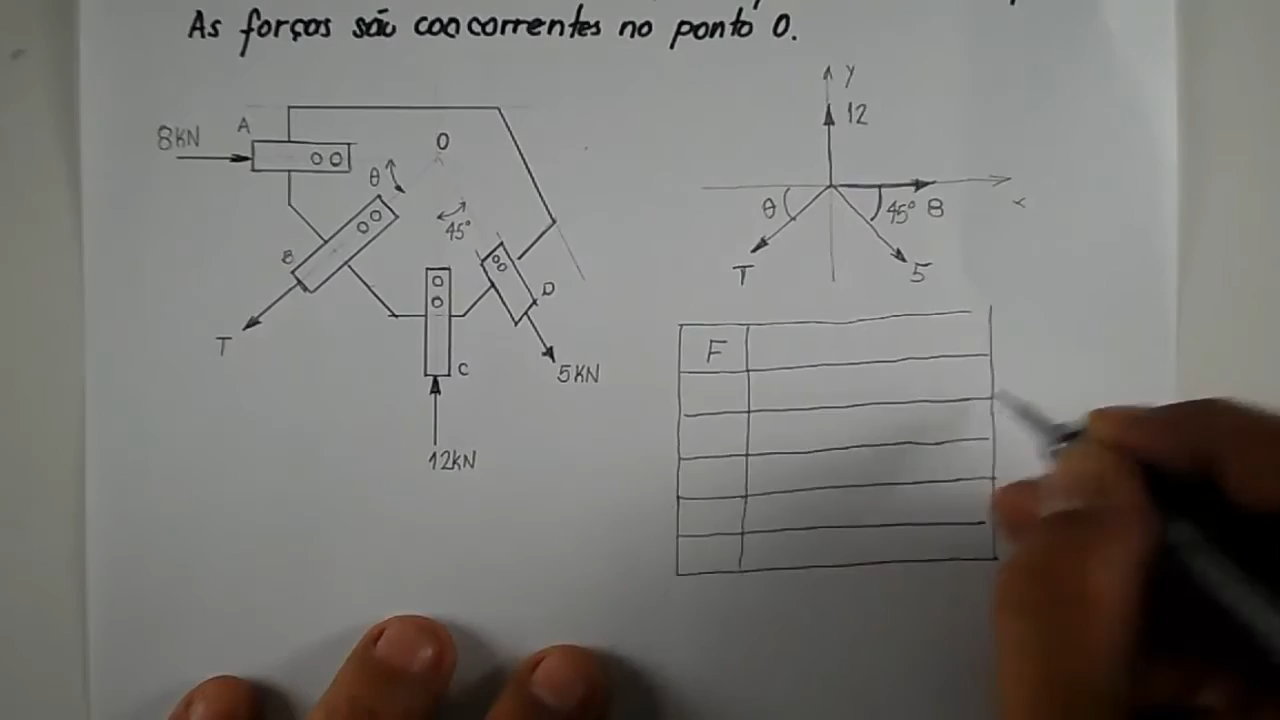 As forças são concorrentes no ponto O.
8KN
A
O
θ
B
45°
D
T
C
5KN
12KN
Y
12
θ
45°
8
X
T
5
F